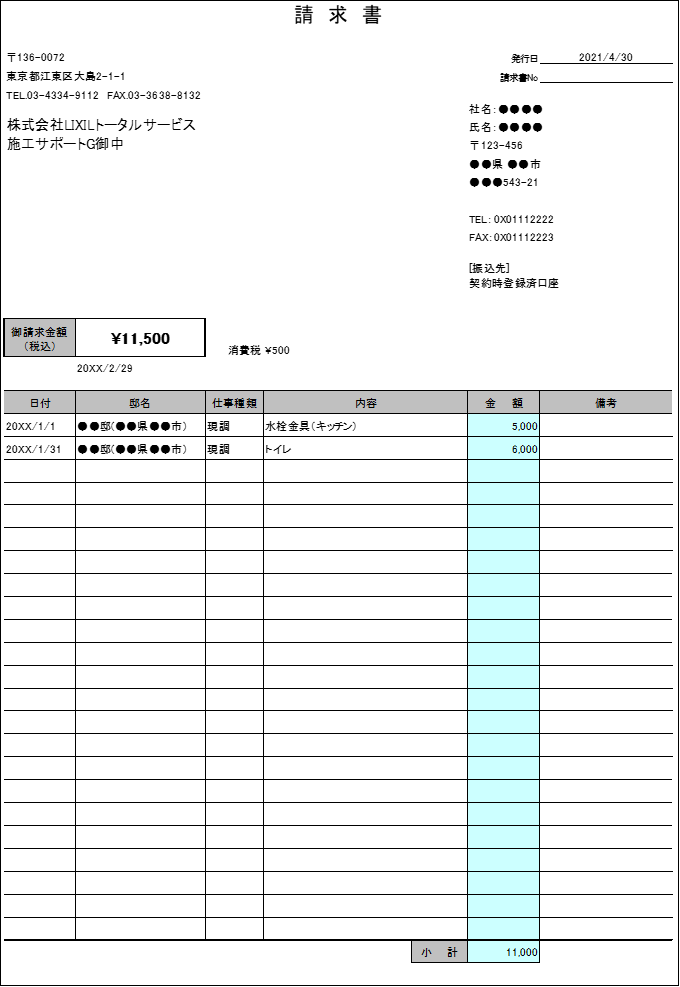 請 求 書
〒136-0072
発行日 2021/4/30
東京都江東区大島2-1-1
請求書No
TEL.03-4334-9112 FAX.03-3638-8132
社名:●●●●
株式会社LIXILトータルサービス
氏名:●●●●
施工サポートG御中
〒123-456
●●県 ●●市
●●●543-21
TEL:0X01112222
FAX:0X01112223
[振込先]
契約時登録済口座
御請求金額
(税込)
¥11,500
消費税 ¥500
20XX/2/29
日付 邸名 仕事種類 内容 金 額 備考
20XX/1/1 ●●邸(●●県●●市) 現調 水栓金具(キッチン) 5,000
20XX/1/31 ●●邸(●●県●●市) 現調 トイレ 6,000
小 計 11,000